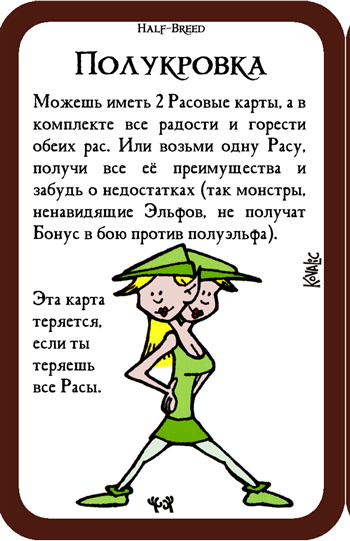 Half-Breed
Полукровка
Можешь иметь 2 Расовые карты, а в
комплекте все радости и горести
обеих рас. Или возьми одну Расу,
получи все её преимущества и
забудь о недостатках (так монстры,
ненавидящие Эльфов, не получат
Бонус в бою против полуэльфа).
Эта карта
теряется,
если ты
теряешь
все Расы.
Kovalic